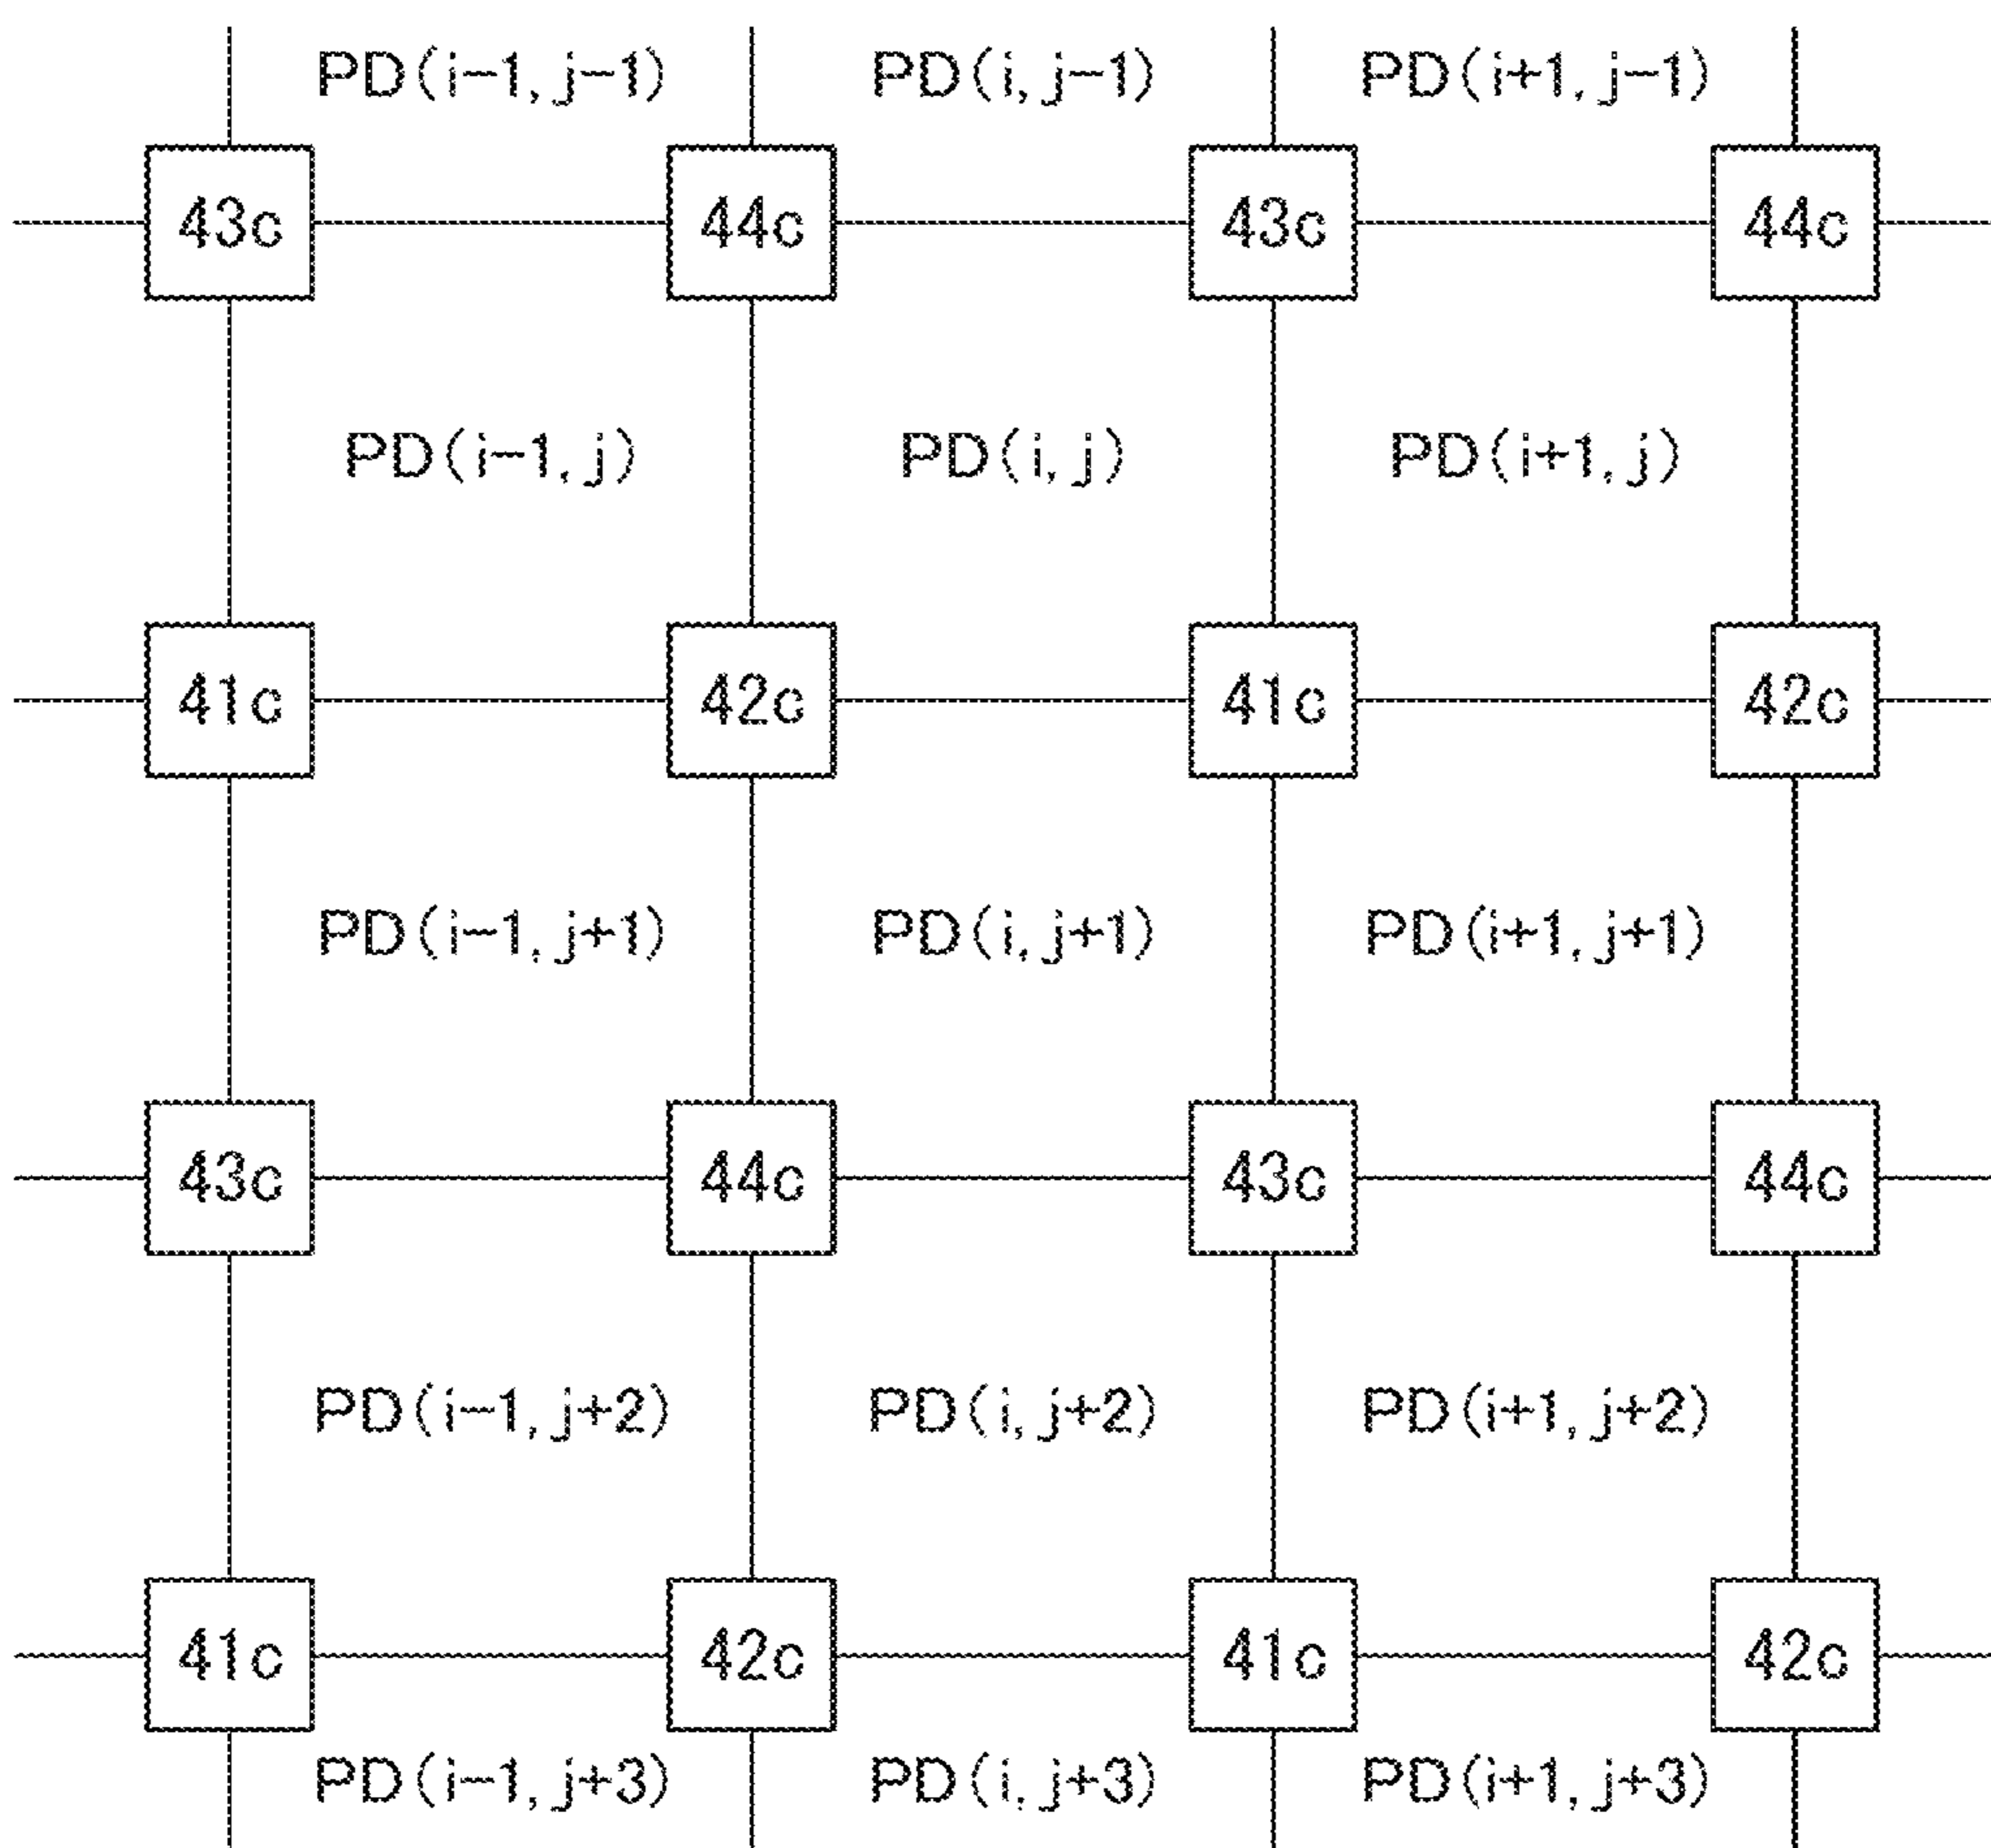 PD(i-1, j-1) PD(i, j-1) PD(i+1, j-1)
43c 44c 43c 44c
PD(i-1, j) PD(i, j) PD(i+1, j)
41c 42c 41c 42c
PD(i-1, j+1) PD(i, j+1) PD(i+1, j+1)
43c 44c 43c 44c
PD(i-1, j+2) PD(i, j+2) PD(i+1, j+2)
41c 42c 41c 42c
PD(i-1, j+3) PD(i, j+3) PD(i+1, j+3)